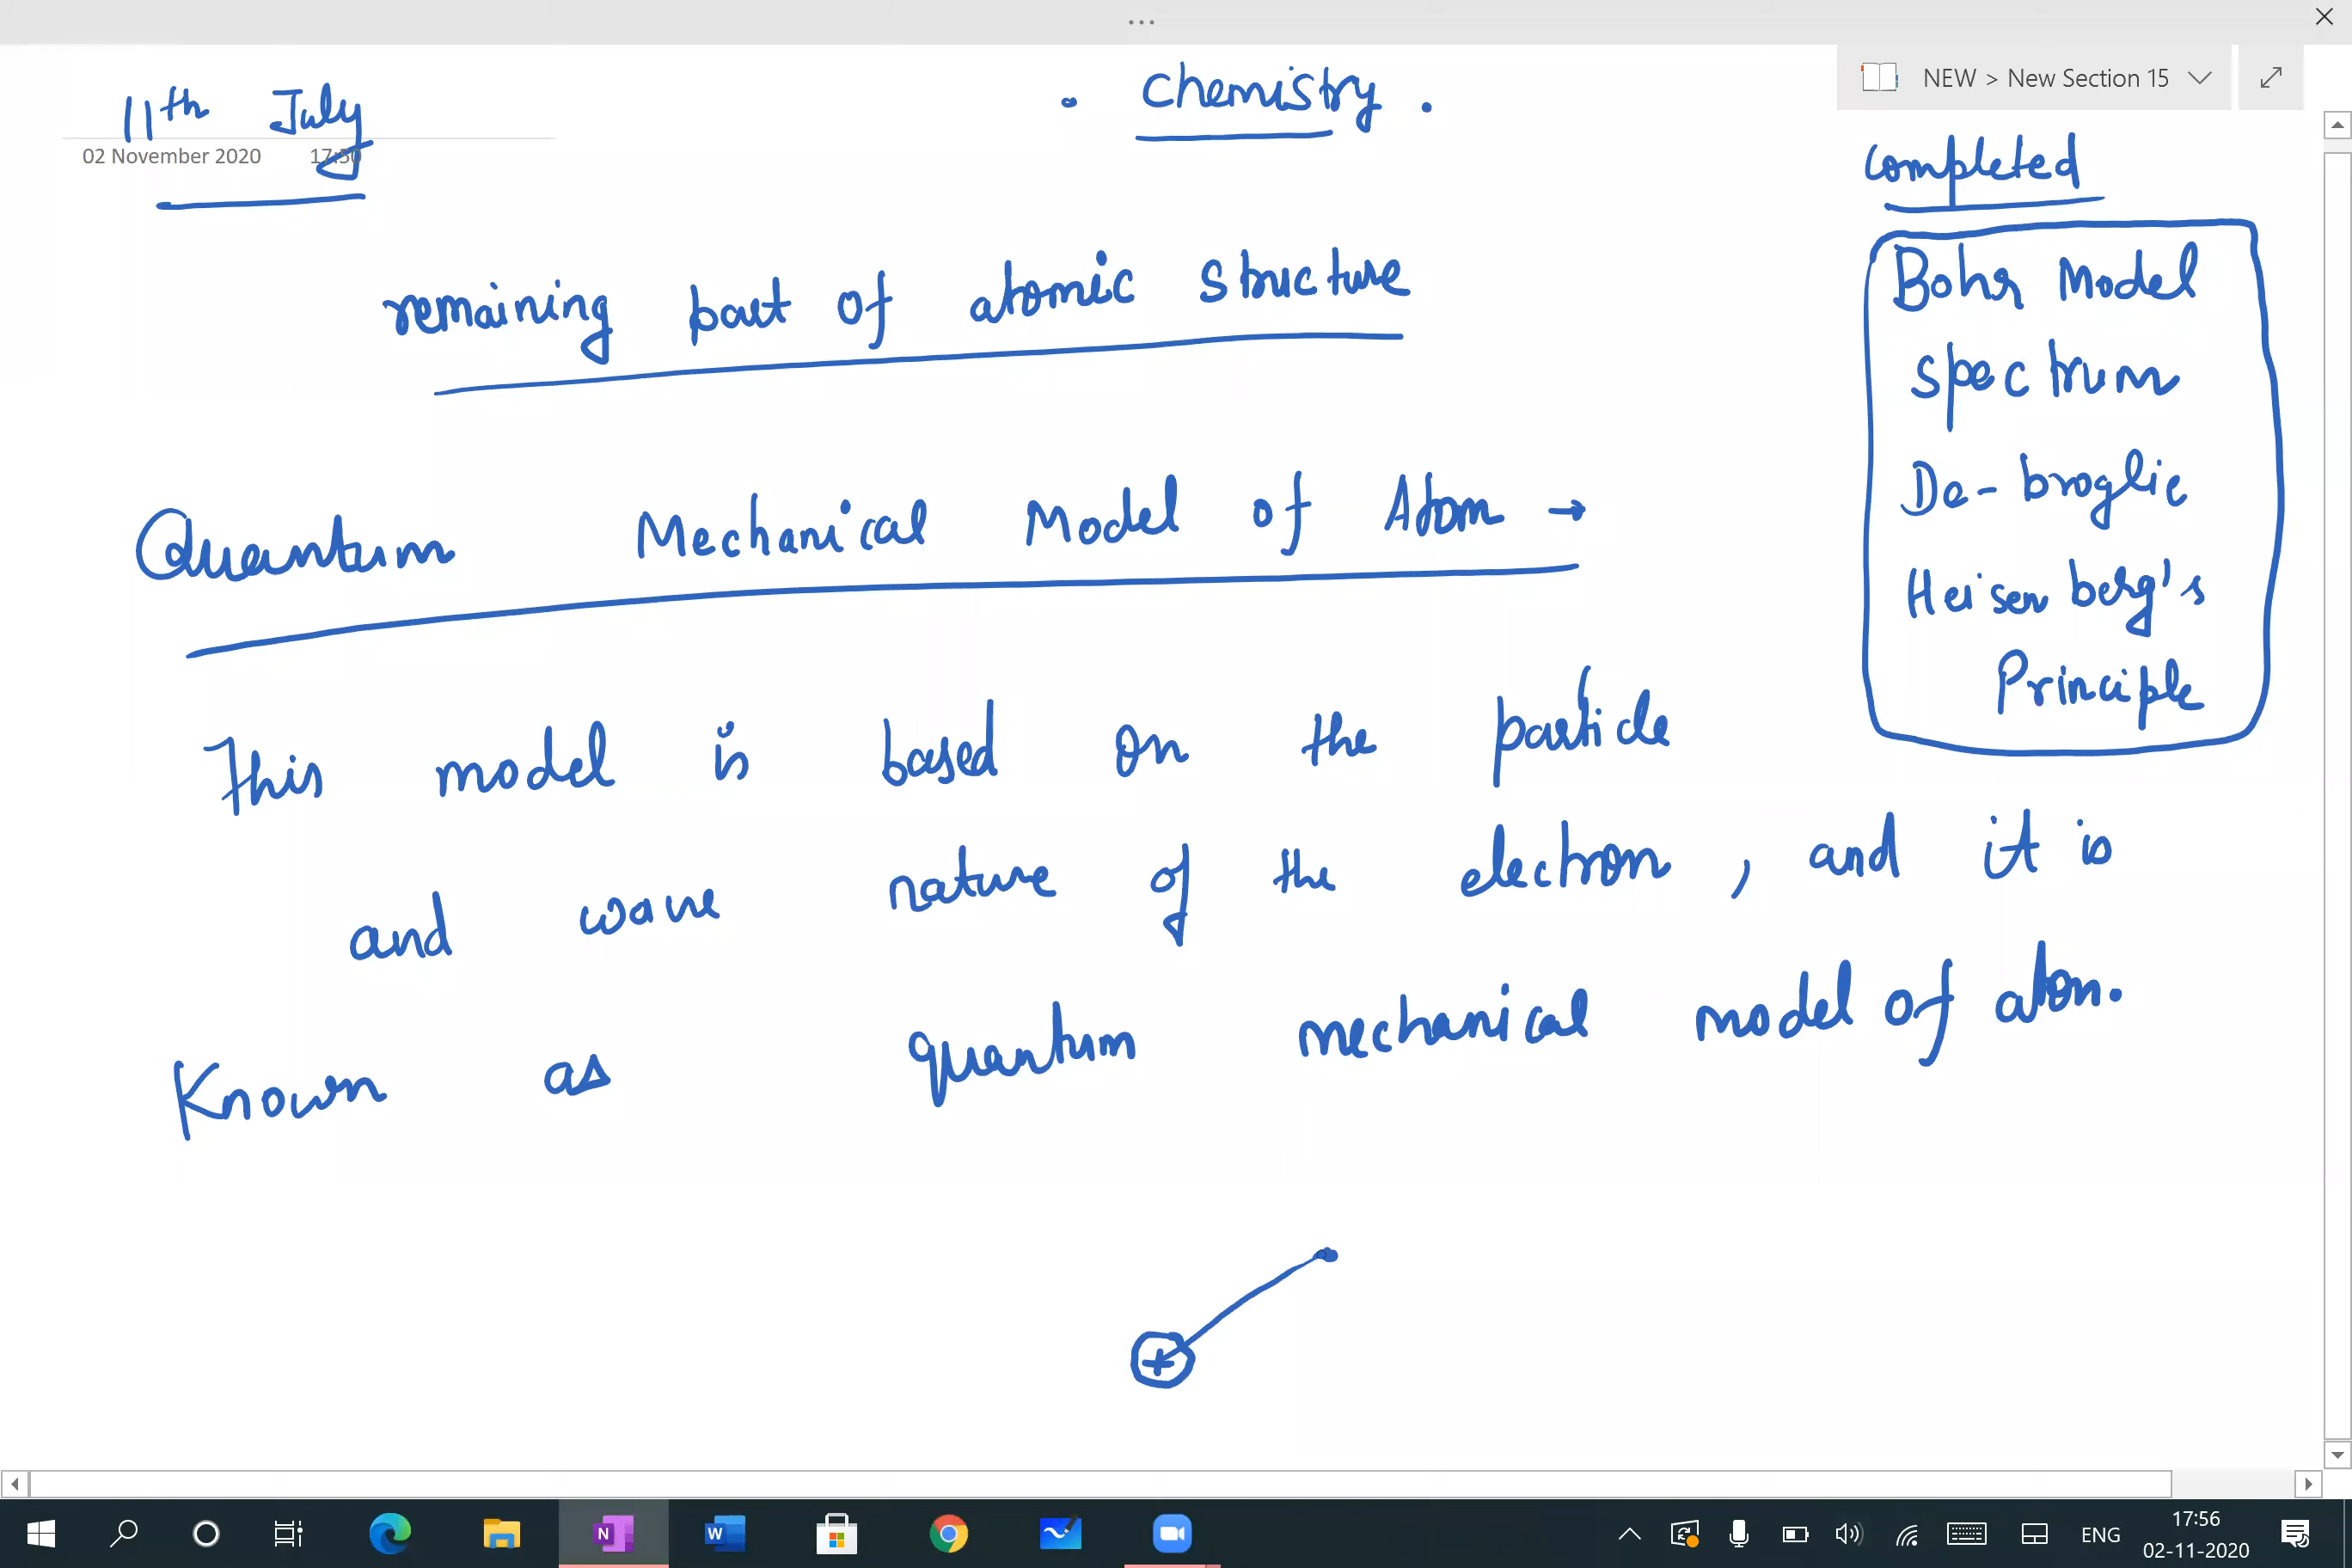 NEW > New Section 15
11th July
02 November 2020 17:50
. Chemistry .
completed
Bohr Model
spectrum
De-broglie
Heisenberg's
Principle
remaining part of atomic structure
Quantum Mechanical Model of Atom →
This model is based on the particle
and wave nature of the electron, and it is
Known as quantum mechanical model of atom.
+
ENG
17:56
02-11-2020